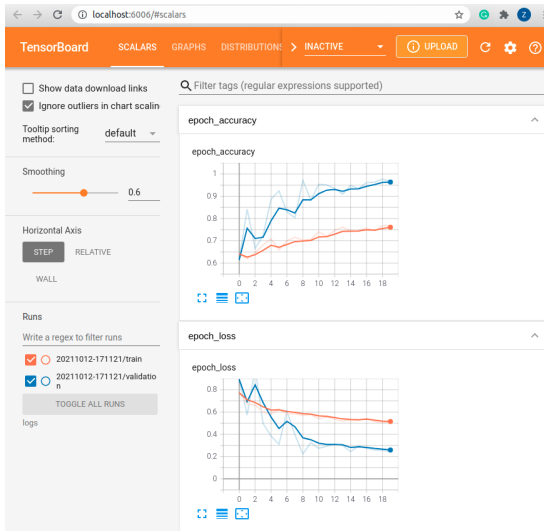 localhost:6006/#scalars
Z
TensorBoard SCALARS GRAPHS DISTRIBUTIONS INACTIVE UPLOAD
Show data download links
Ignore outliers in chart scalin
Tooltip sorting
method: default
Smoothing
0.6
Horizontal Axis
STEP RELATIVE
WALL
Runs
Write a regex to filter runs
20211012-171121/train
20211012-171121/validatio
n
TOGGLE ALL RUNS
logs
Filter tags (regular expressions supported)
epoch_accuracy
epoch_accuracy
1
0.9
0.8
0.7
0.6
0 2 4 6 8 10 12 14 16 18
epoch_loss
epoch_loss
0.8
0.6
0.4
0.2
0
0 2 4 6 8 10 12 14 16 18